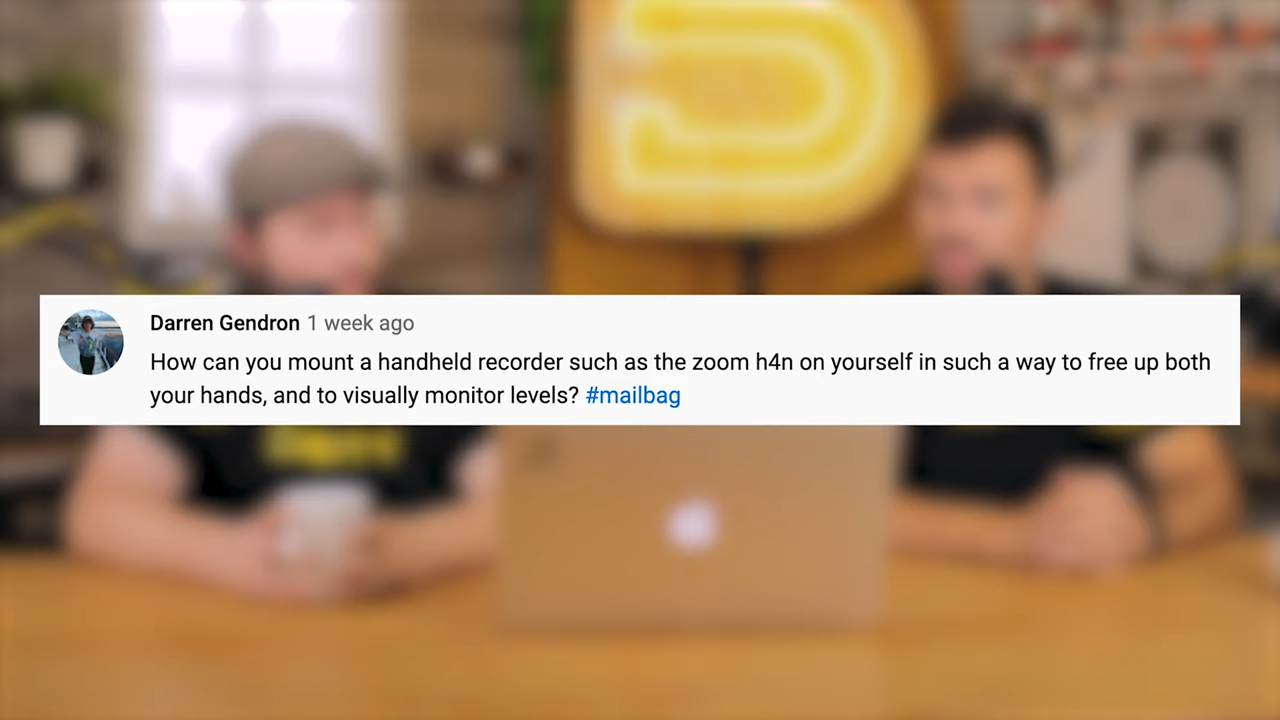 Darren Gendron 1 week ago
How can you mount a handheld recorder such as the zoom h4n on yourself in such a way to free up both
your hands, and to visually monitor levels? #mailbag